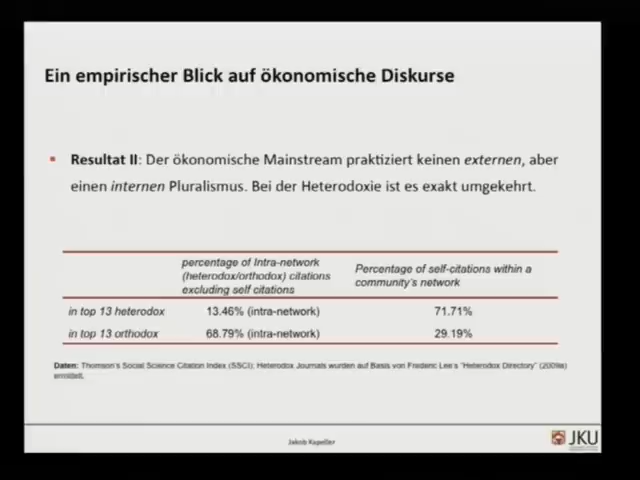 Ein empirischer Blick auf ökonomische Diskurse
▪ Resultat II: Der ökonomische Mainstream praktiziert keinen externen, aber
einen internen Pluralismus. Bei der Heterodoxie ist es exakt umgekehrt.
percentage of Intra-network
(heterodox/orthodox) citations
excluding self citations
Percentage of self-citations within a
community's network
in top 13 heterodox 13.46% (intra-network) 71.71%
in top 13 orthodox 68.79% (intra-network) 29.19%
Daten: Thomson's Social Science Citation Index (SSCI); Heterodox Journals wurden auf Basis von Frederic Lee's "Heterodox Directory" (2009a)
ermittelt.
Jakob Kapeller
JKU